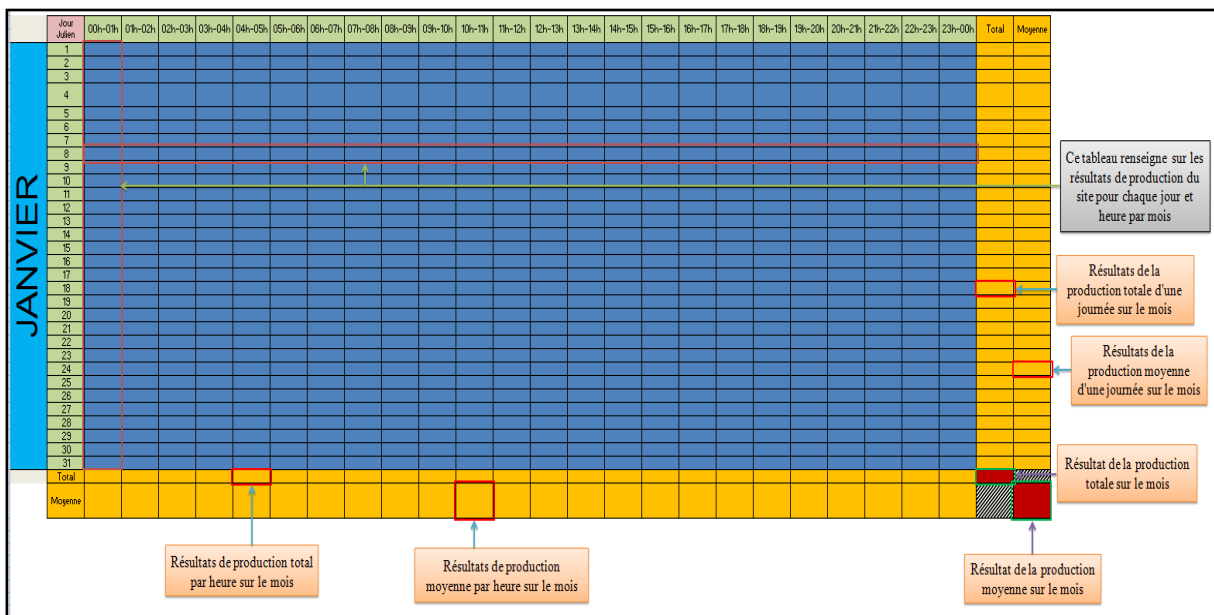 Jour Julien 00h-01h 01h-02h 02h-03h 03h-04h 04h-05h 05h-06h 06h-07h 07h-08h 08h-09h 09h-10h 10h-11h 11h-12h 12h-13h 13h-14h 14h-15h 15h-16h 16h-17h 17h-18h 18h-19h 19h-20h 20h-21h 21h-22h 22h-23h 23h-00h Total Moyenne
JANVIER
1
2
3
4
5
6
7
8
9
10
11
12
13
14
15
16
17
18
19
20
21
22
23
24
25
26
27
28
29
30
31
Total
Moyenne
Ce tableau renseigne sur les
résultats de production du
site pour chaque jour et
heure par mois
Résultats de la
production totale d'une
journée sur le mois
Résultats de la
production moyenne
d'une journée sur le mois
Résultat de la production
totale sur le mois
Résultats de production total
par heure sur le mois
Résultats de production
moyenne par heure sur le mois
Résultat de la production
moyenne sur le mois